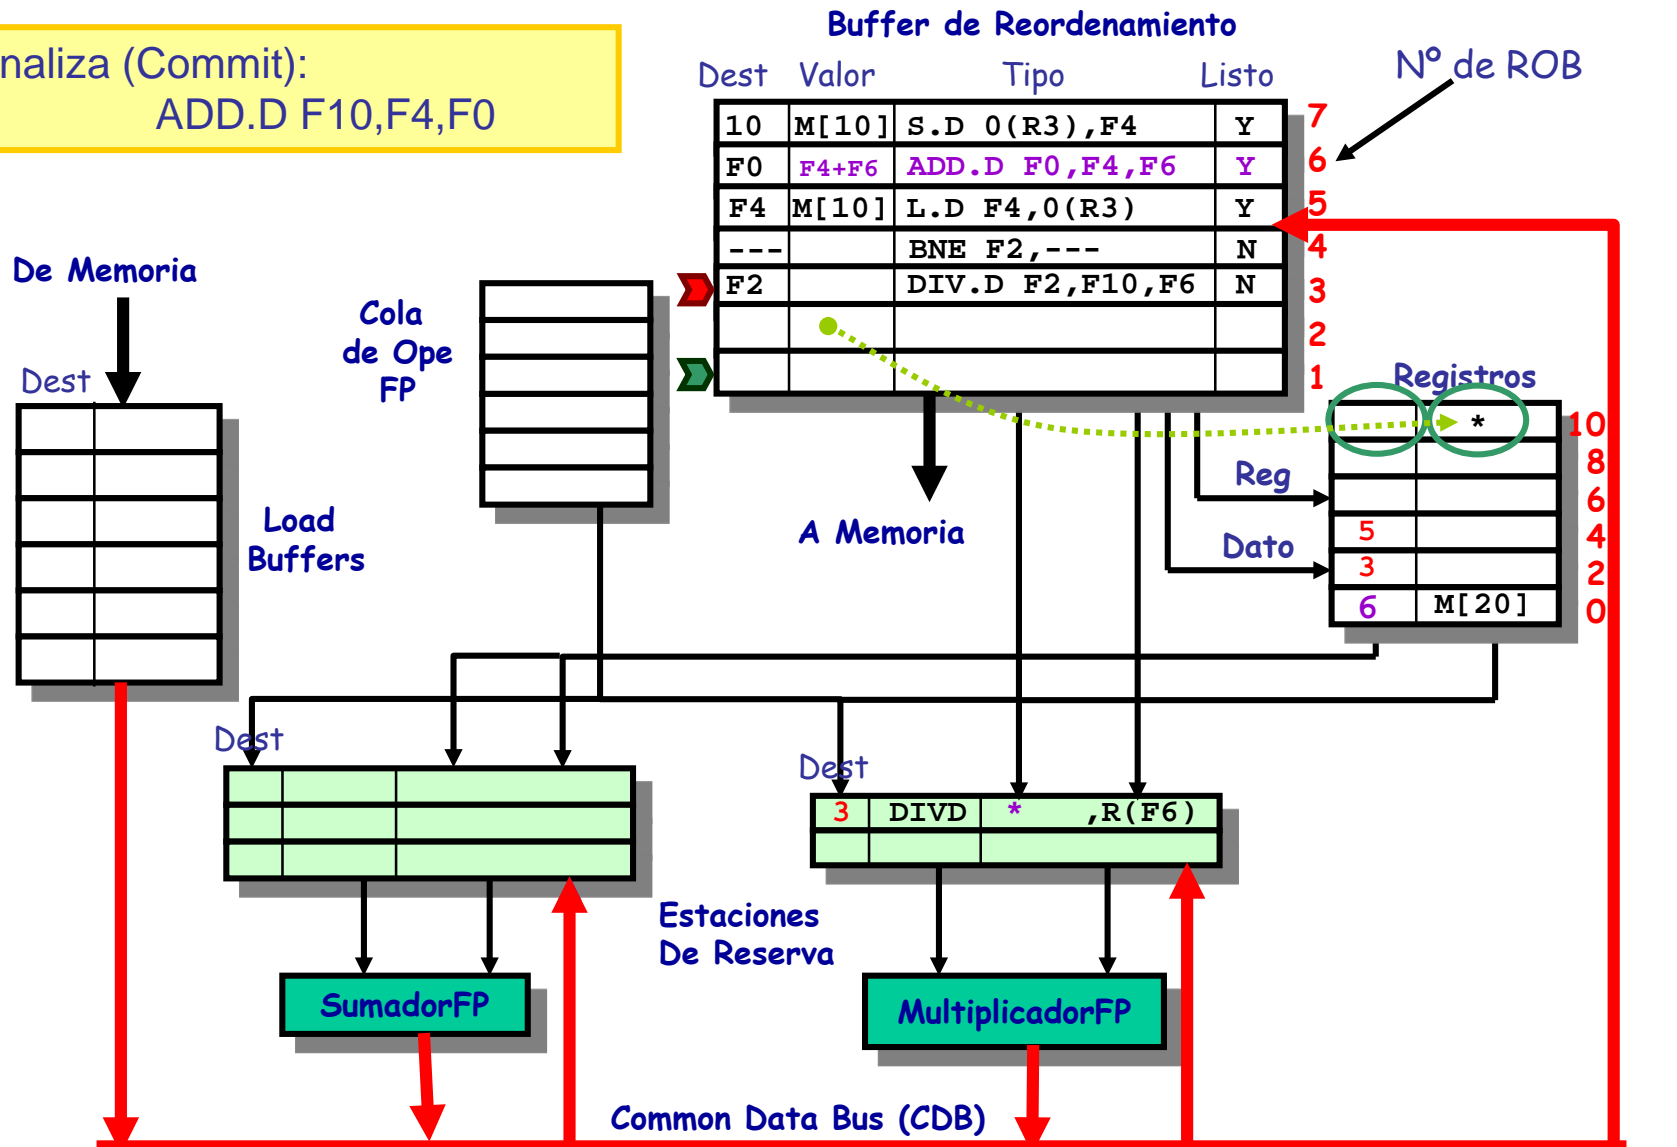 Buffer de Reordenamiento
naliza (Commit):
ADD.D F10,F4,F0
Nº de ROB
Dest Valor Tipo Listo
10 M[10] S.D 0(R3),F4 Y 7
F0 F4+F6 ADD.D F0,F4,F6 Y 6
F4 M[10] L.D F4,0(R3) Y 5
--- BNE F2,--- N 4
F2 DIV.D F2,F10,F6 N 3
2
1
De Memoria
Dest
Cola
de Ope
FP
Load
Buffers
A Memoria
Registros
* 10
8
Reg 6
5 4
Dato 3 2
6 M[20] 0
Dest
Dest
3 DIVD * ,R(F6)
Estaciones
De Reserva
SumadorFP
MultiplicadorFP
Common Data Bus (CDB)